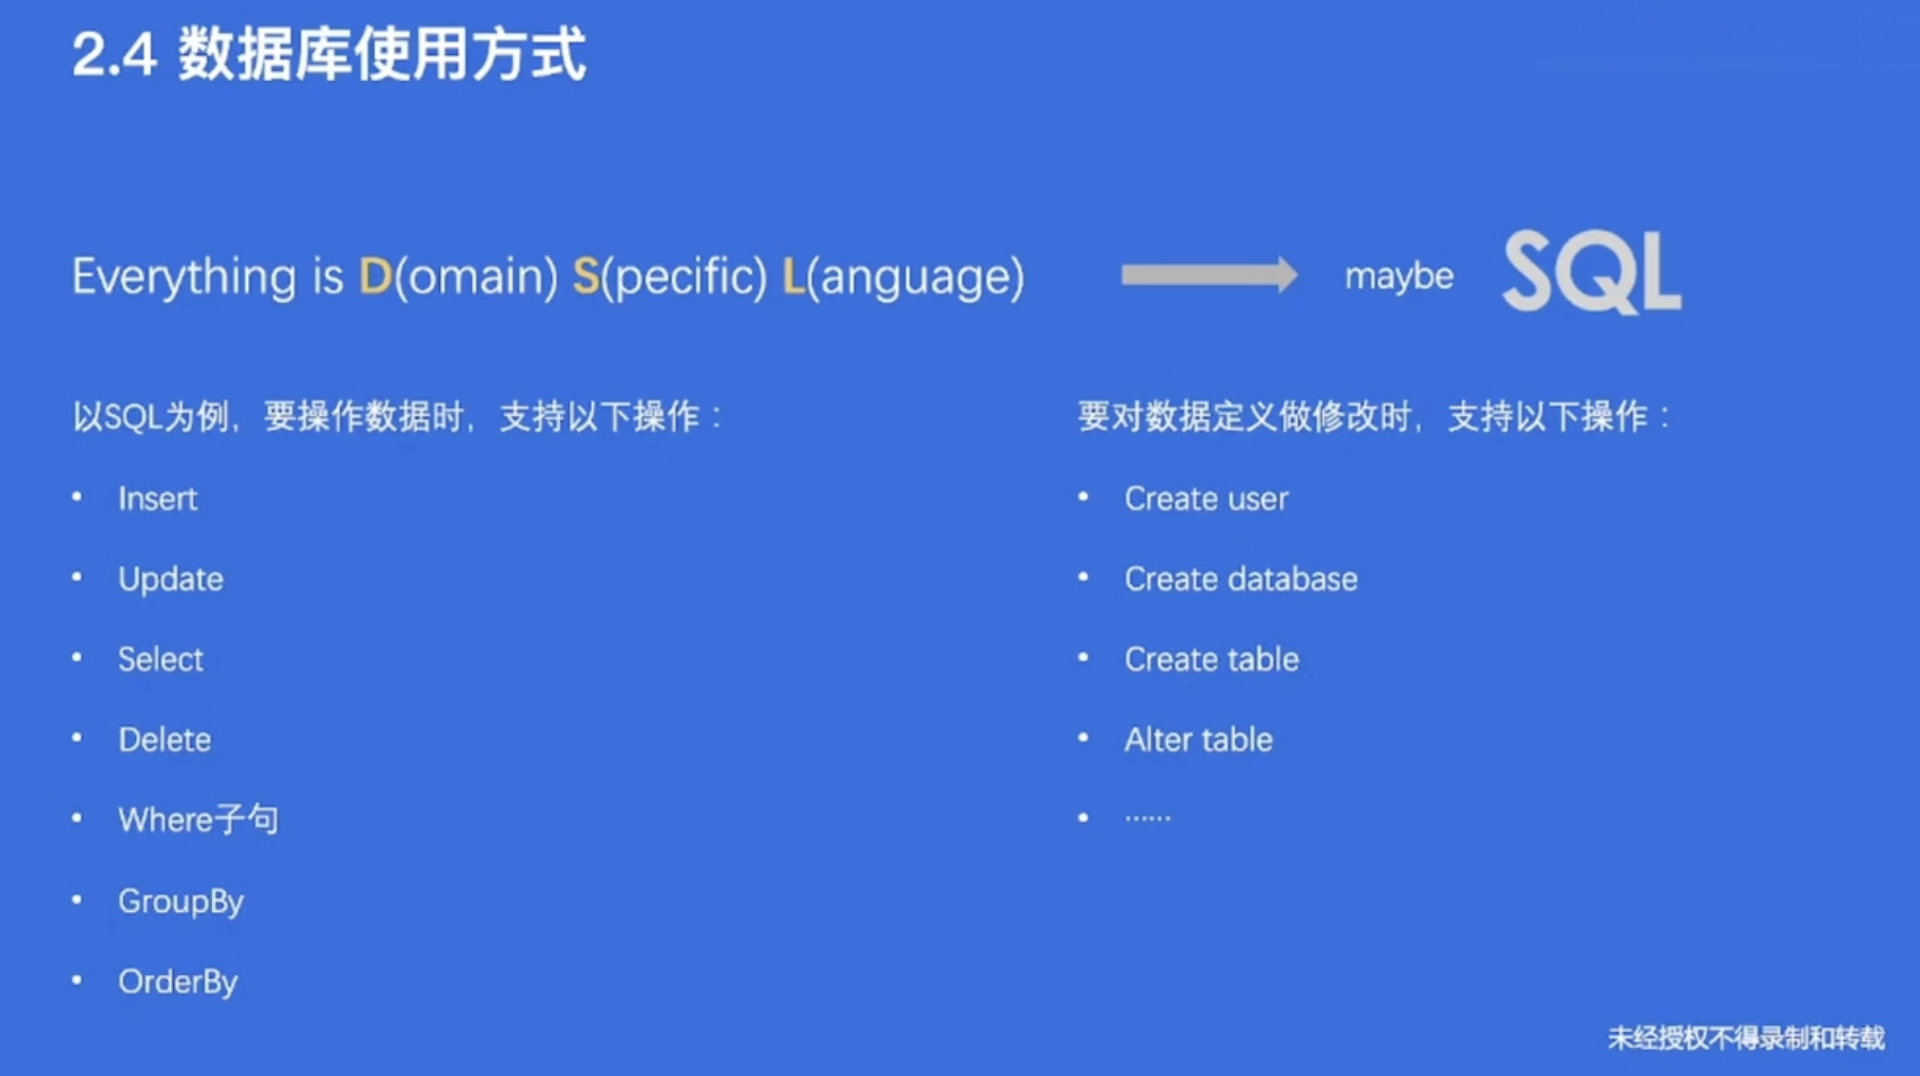 2.4 数据库使用方式
Everything is D(omain) S(pecific) L(anguage)
maybe SQL
以SQL为例，要操作数据时，支持以下操作：
• Insert
• Update
• Select
• Delete
• Where子句
• GroupBy
• OrderBy
要对数据定义做修改时，支持以下操作：
• Create user
• Create database
• Create table
• Alter table
• ······
未经授权不得录制和转载